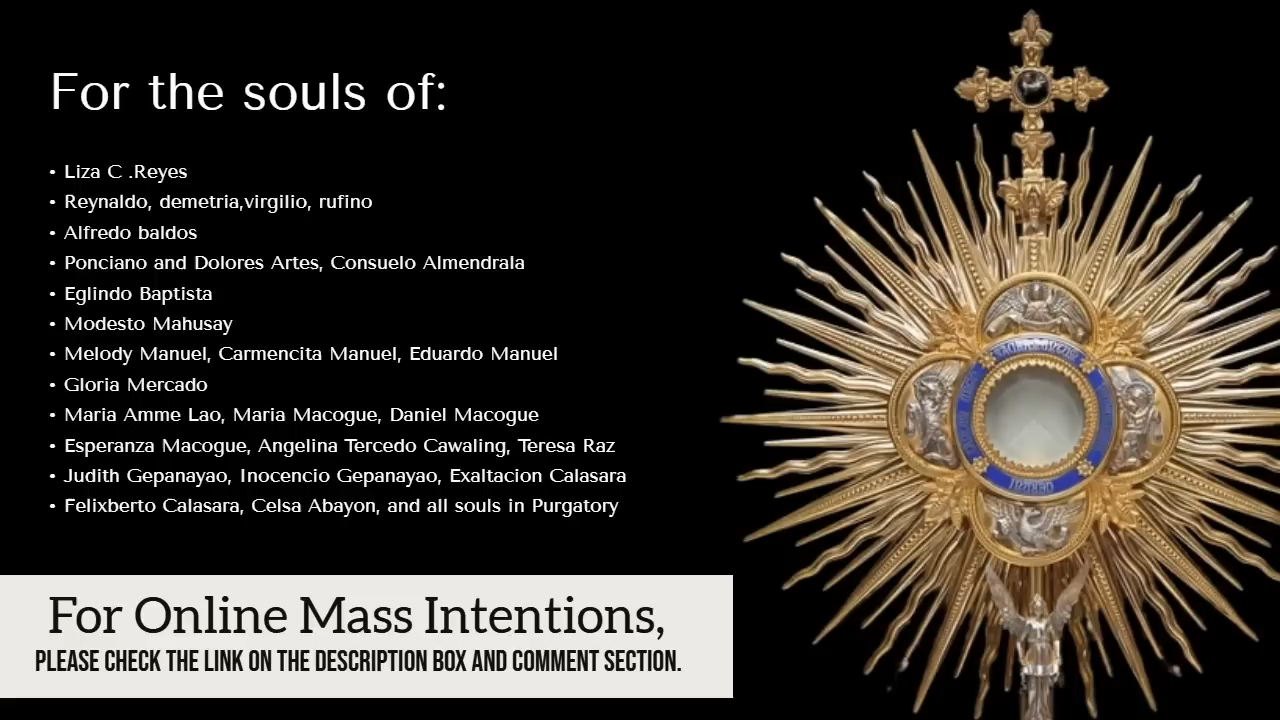 For the souls of:
• Liza C .Reyes
• Reynaldo, demetria,virgilio, rufino
• Alfredo baldos
• Ponciano and Dolores Artes, Consuelo Almendrala
• Eglindo Baptista
• Modesto Mahusay
• Melody Manuel, Carmencita Manuel, Eduardo Manuel
• Gloria Mercado
• Maria Amme Lao, Maria Macogue, Daniel Macogue
• Esperanza Macogue, Angelina Tercedo Cawaling, Teresa Raz
• Judith Gepanayao, Inocencio Gepanayao, Exaltacion Calasara
• Felixberto Calasara, Celsa Abayon, and all souls in Purgatory
For Online Mass Intentions,
PLEASE CHECK THE LINK ON THE DESCRIPTION BOX AND COMMENT SECTION.